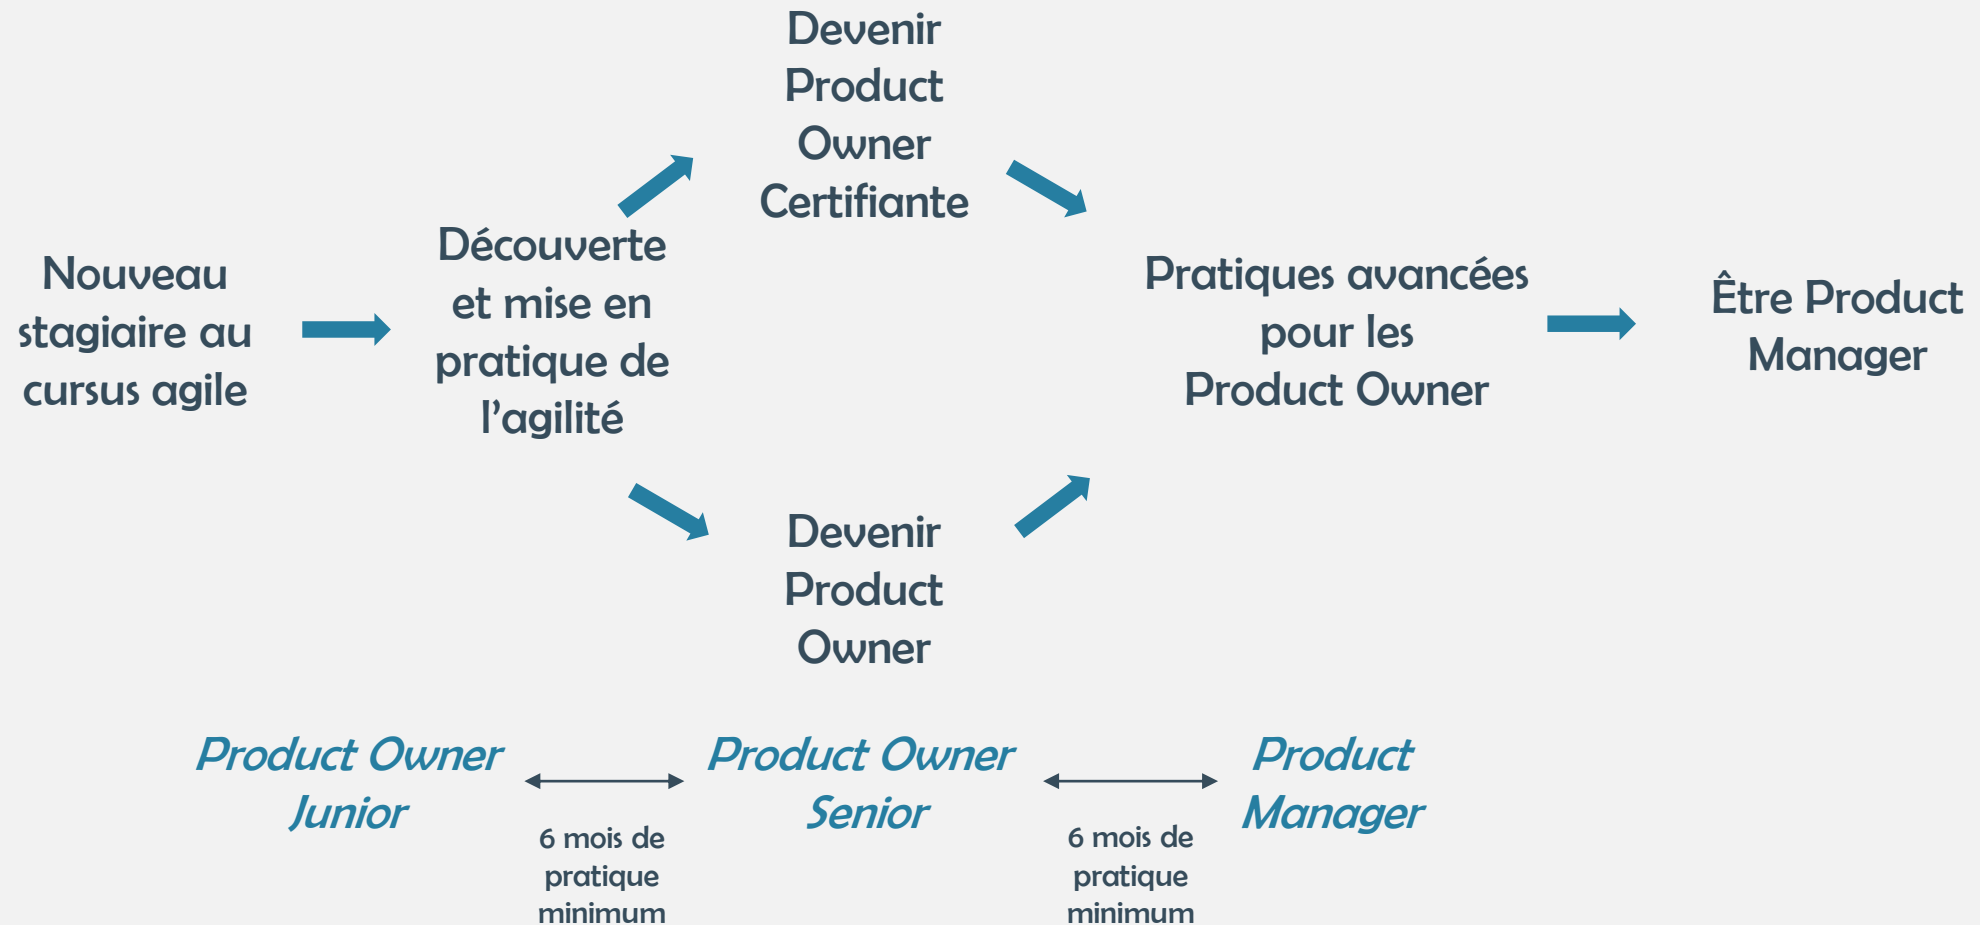 Nouveau
stagiaire au
cursus agile
Découverte
et mise en
pratique de
l’agilité
Devenir
Product
Owner
Certifiante
Devenir
Product
Owner
Pratiques avancées
pour les
Product Owner
Être Product
Manager
Product Owner
Junior
6 mois de
pratique
minimum
Product Owner
Senior
6 mois de
pratique
minimum
Product
Manager